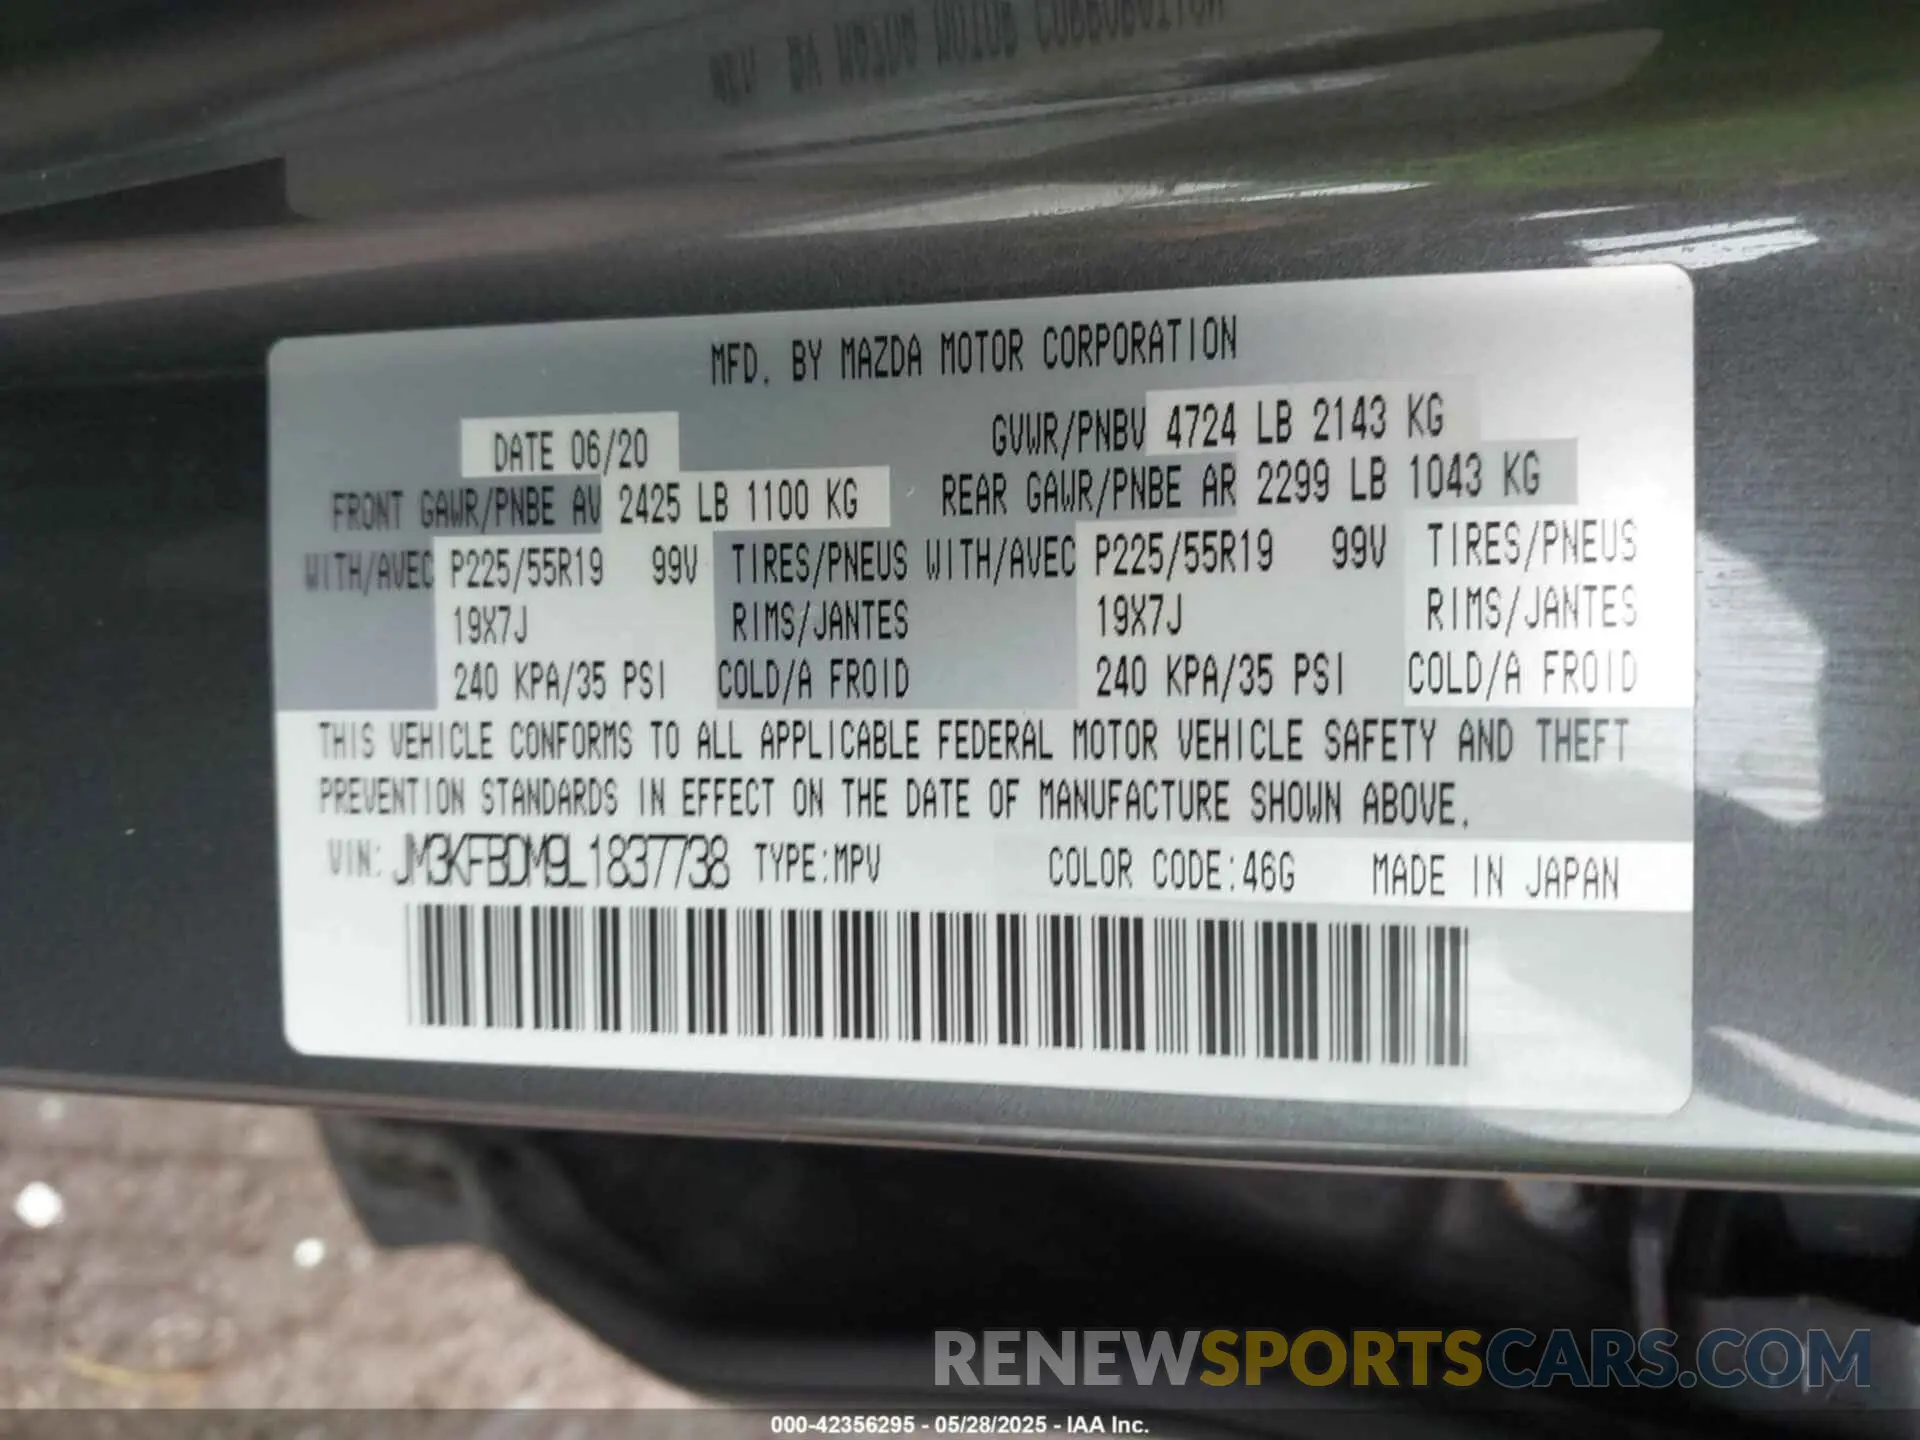 MFD. BY MAZDA MOTOR CORPORATION
DATE 06/20 GVWR/PNBV 4724 LB 2143 KG
FRONT GAWR/PNBE AV 2425 LB 1100 KG REAR GAWR/PNBE AR 2299 LB 1043 KG
WITH/AVEC P225/55R19 99V TIRES/PNEUS WITH/AVEC P225/55R19 99V TIRES/PNEUS
19X7J RIMS/JANTES 19X7J RIMS/JANTES
240 KPA/35 PSI COLD/A FROID 240 KPA/35 PSI COLD/A FROID
THIS VEHICLE CONFORMS TO ALL APPLICABLE FEDERAL MOTOR VEHICLE SAFETY AND THEFT
PREVENTION STANDARDS IN EFFECT ON THE DATE OF MANUFACTURE SHOWN ABOVE.
VIN: JM3KFBDM9L1837738 TYPE:MPV COLOR CODE:46G MADE IN JAPAN
RENEWSPORTSCARS.COM
000-42356295 - 05/28/2025 - IAA Inc.